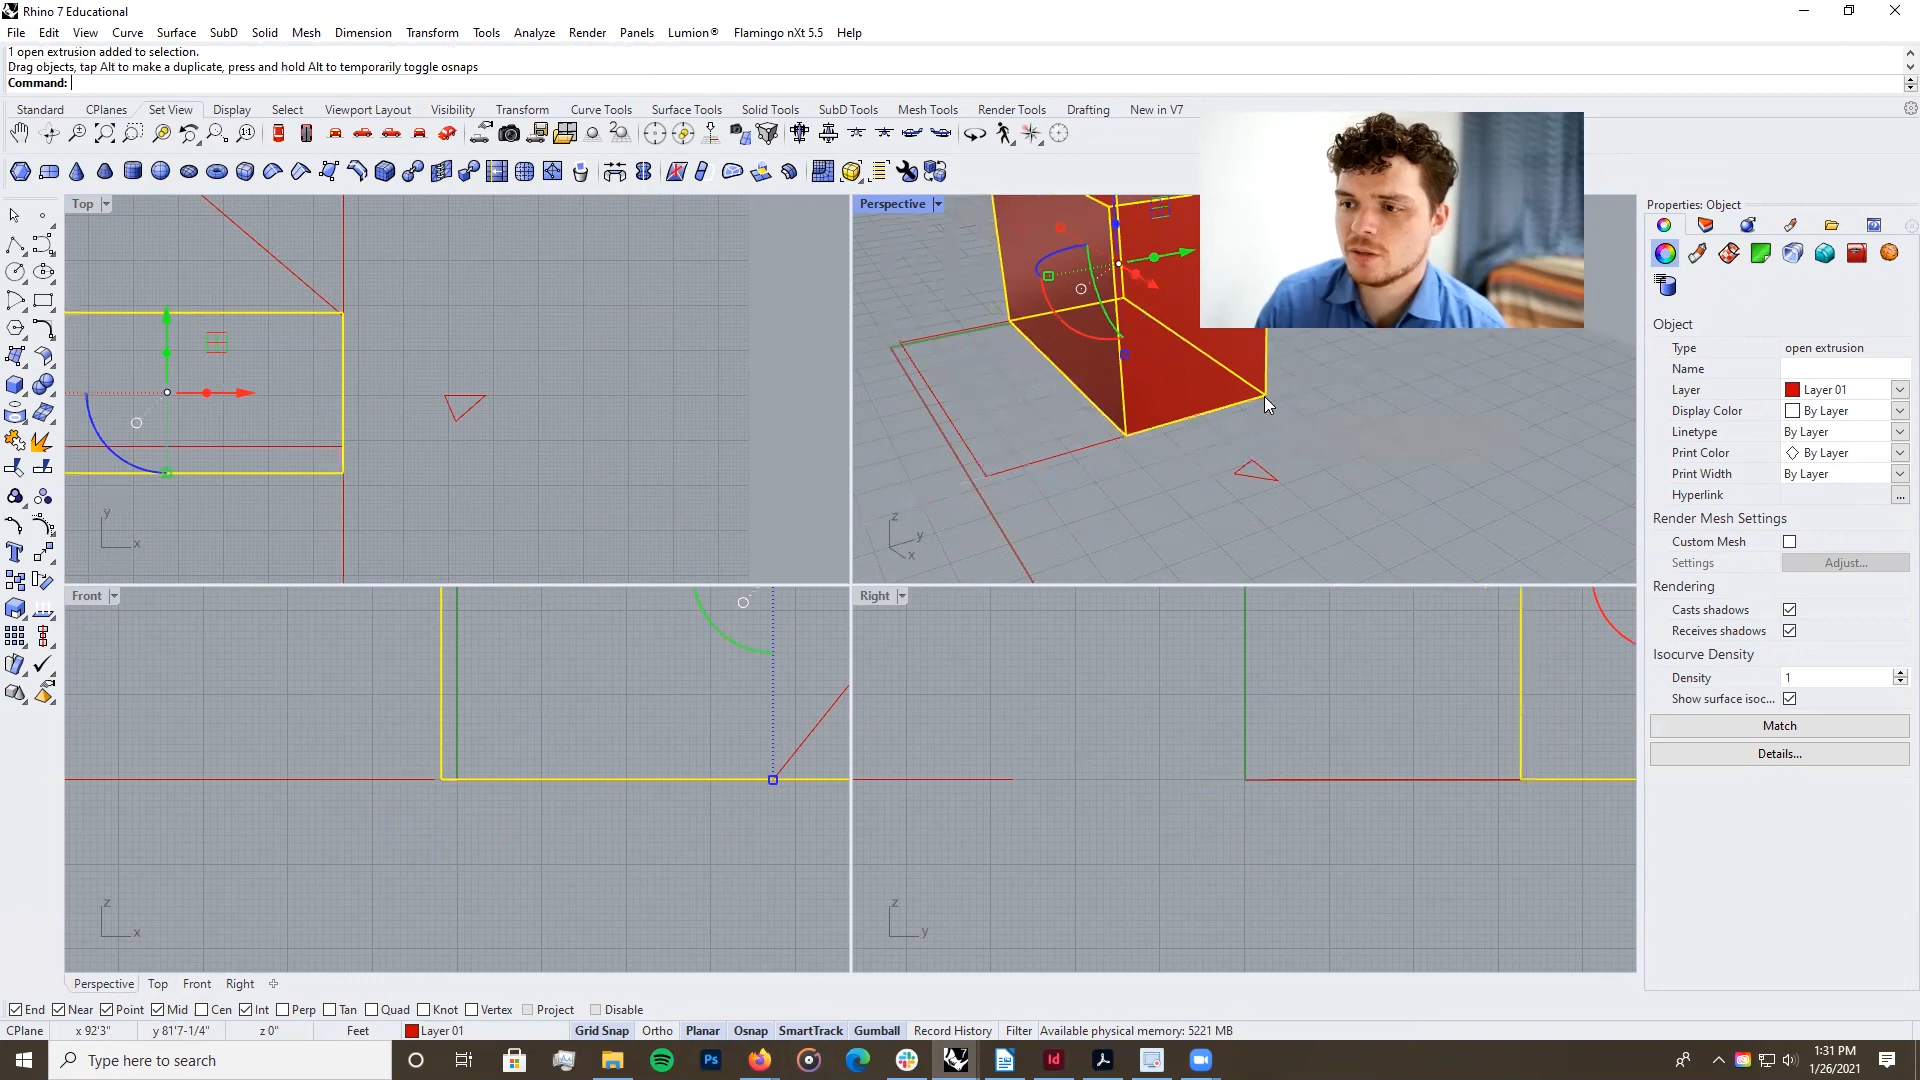 Rhino 7 Educational
File Edit View Curve Surface SubD Solid Mesh Dimension Transform Tools Analyze Render Panels Lumion® Flamingo nXt 5.5 Help
1 open extrusion added to selection.
Drag objects, tap Alt to make a duplicate, press and hold Alt to temporarily toggle osnaps
Command:
Standard CPlanes Set View Display Select Viewport Layout Visibility Transform Curve Tools Surface Tools Solid Tools SubD Tools Mesh Tools Render Tools Drafting New in V7
Top
y
x
Perspective
z
y
x
Front
z
x
Right
z
y
Properties: Object
Object
Type open extrusion
Name
Layer Layer 01
Display Color By Layer
Linetype By Layer
Print Color By Layer
Print Width By Layer
Hyperlink ...
Render Mesh Settings
Custom Mesh
Settings Adjust...
Rendering
Casts shadows
Receives shadows
Isocurve Density
Density 1
Show surface isoc...
Match
Details...
Perspective Top Front Right
End Near Point Mid Cen Int Perp Tan Quad Knot Vertex Project Disable
CPlane x 92'3" y 81'7-1/4" z 0" Feet Layer 01 Grid Snap Ortho Planar Osnap SmartTrack Gumball Record History Filter Available physical memory: 5221 MB
Type here to search
Ps
7
Id
1:31 PM
1/26/2021